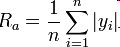 R_a = \frac{1}{n} \sum_{i=1}^{n} |y_i|